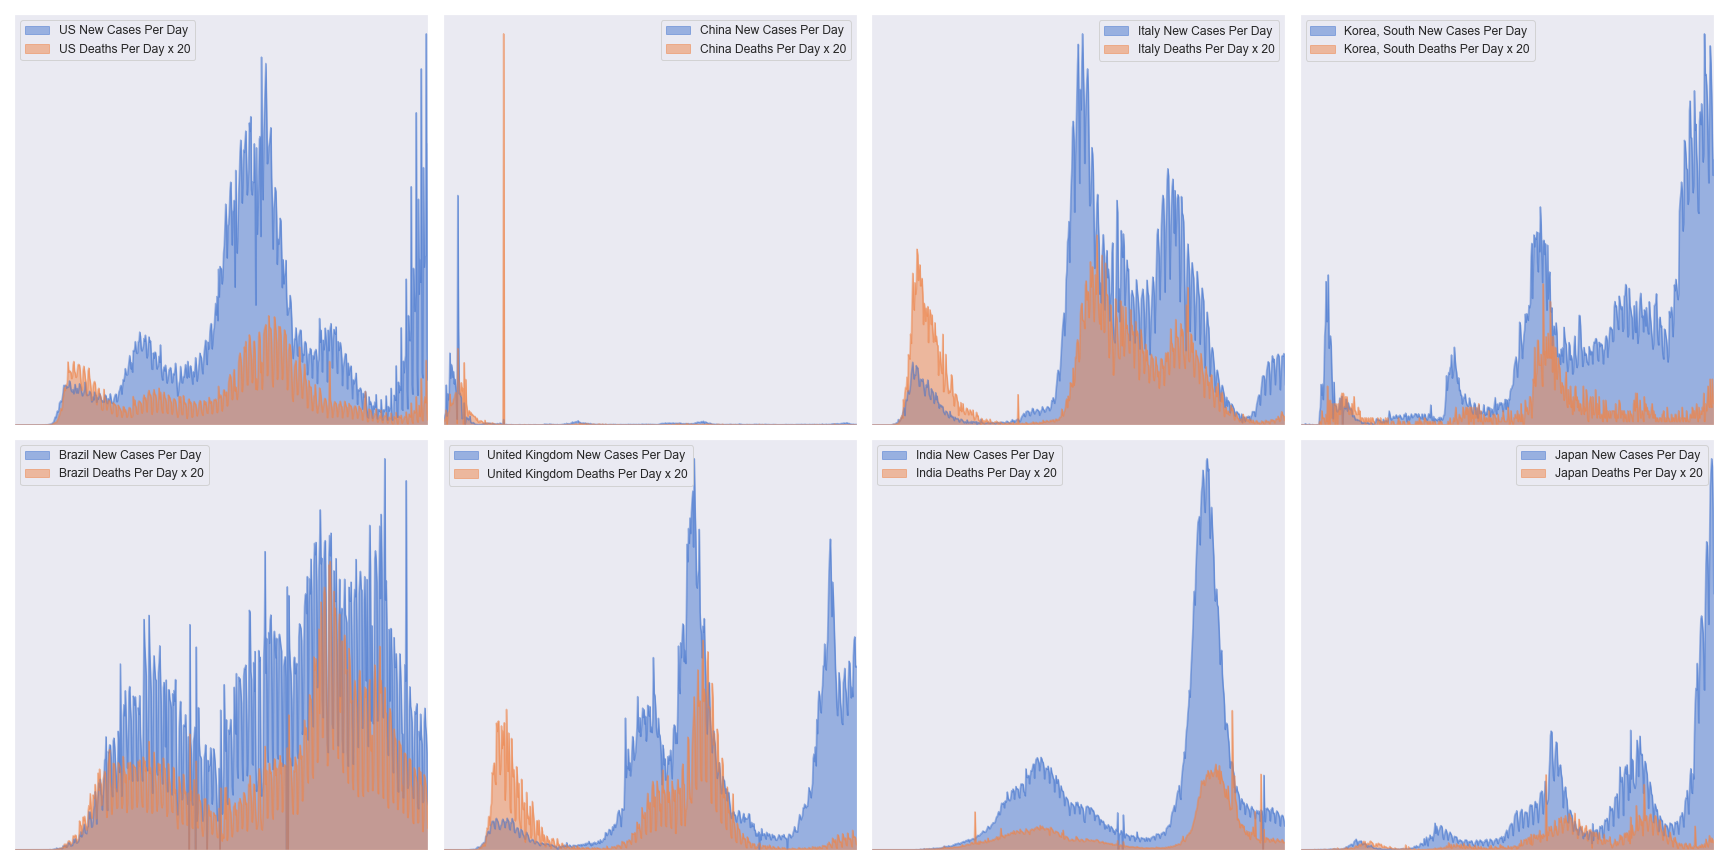 US New Cases Per Day
US Deaths Per Day x 20
China New Cases Per Day
China Deaths Per Day x 20
Italy New Cases Per Day
Italy Deaths Per Day x 20
Korea, South New Cases Per Day
Korea, South Deaths Per Day x 20
Brazil New Cases Per Day
Brazil Deaths Per Day x 20
United Kingdom New Cases Per Day
United Kingdom Deaths Per Day x 20
India New Cases Per Day
India Deaths Per Day x 20
Japan New Cases Per Day
Japan Deaths Per Day x 20